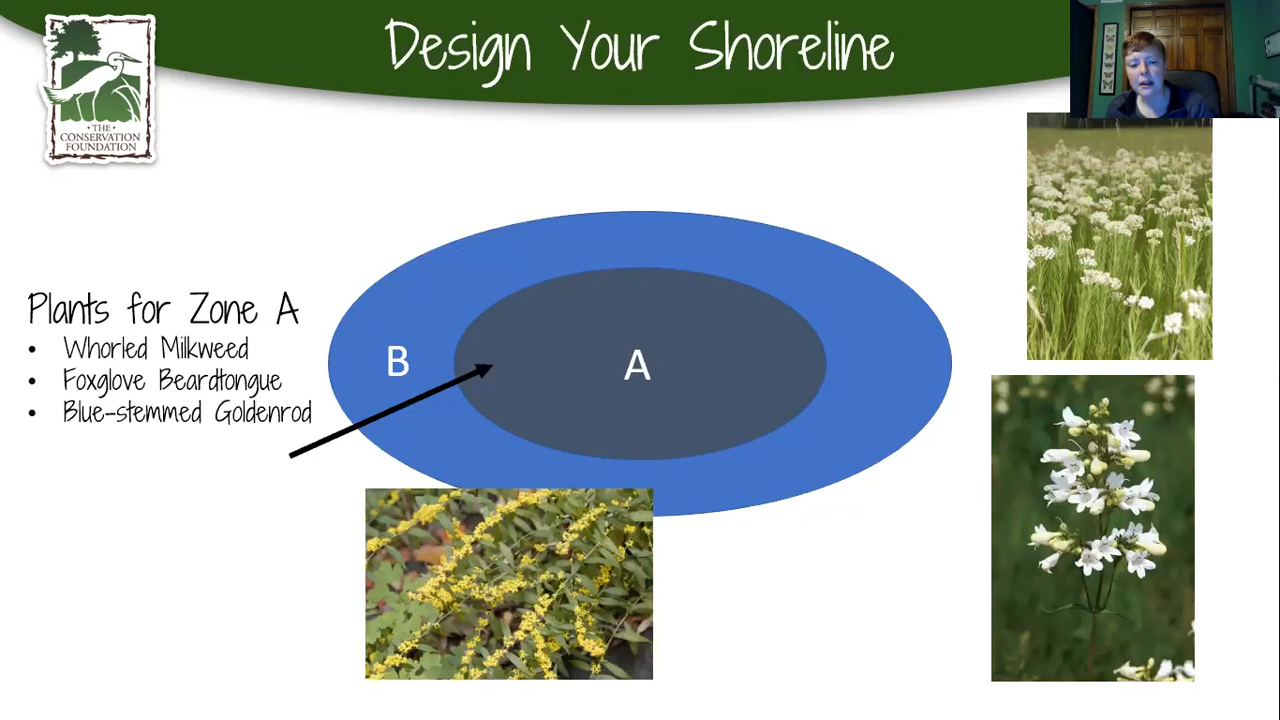 Design Your Shoreline
· THE ·
CONSERVATION
FOUNDATION
Plants for Zone A
• Whorled Milkweed
• Foxglove Beardtongue
• Blue-stemmed Goldenrod
B
A